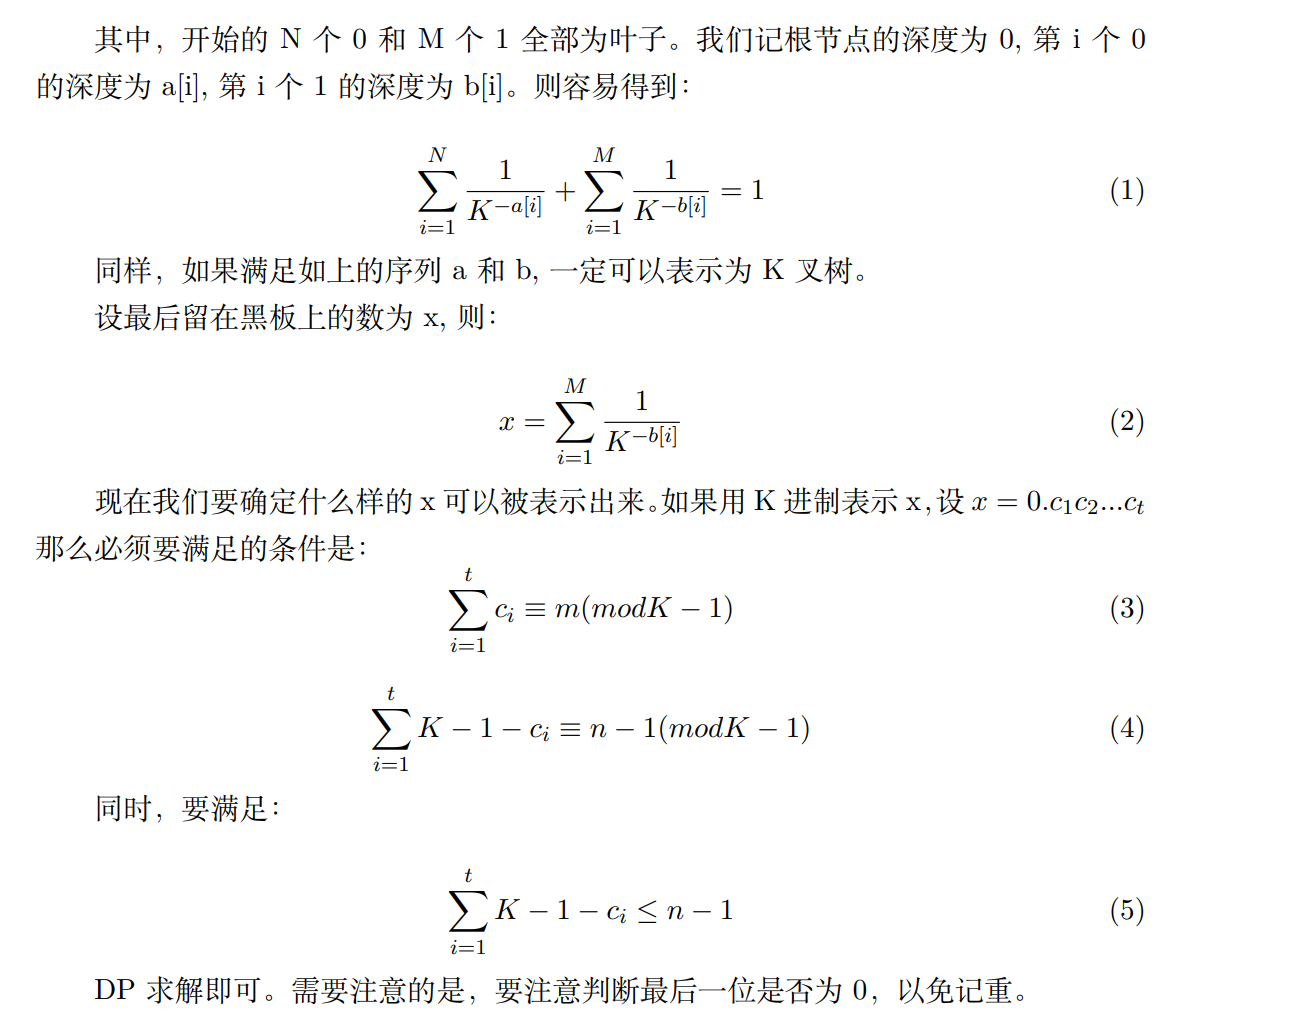 其中，开始的 N 个 0 和 M 个 1 全部为叶子。我们记根节点的深度为 0, 第 i 个 0
的深度为 a[i], 第 i 个 1 的深度为 b[i]。则容易得到：
\sum_{i=1}^{N} \frac{1}{K^{-a[i]}} + \sum_{i=1}^{M} \frac{1}{K^{-b[i]}} = 1 (1)
同样，如果满足如上的序列 a 和 b, 一定可以表示为 K 叉树。
设最后留在黑板上的数为 x, 则：
x = \sum_{i=1}^{M} \frac{1}{K^{-b[i]}} (2)
现在我们要确定什么样的 x 可以被表示出来。如果用 K 进制表示 x, 设 x = 0.c_1c_2...c_t
那么必须要满足的条件是：
\sum_{i=1}^{t} c_i ≡ m(modK − 1) (3)
\sum_{i=1}^{t} K − 1 − c_i ≡ n − 1(modK − 1) (4)
同时，要满足：
\sum_{i=1}^{t} K − 1 − c_i ≤ n − 1 (5)
DP 求解即可。需要注意的是，要注意判断最后一位是否为 0，以免记重。